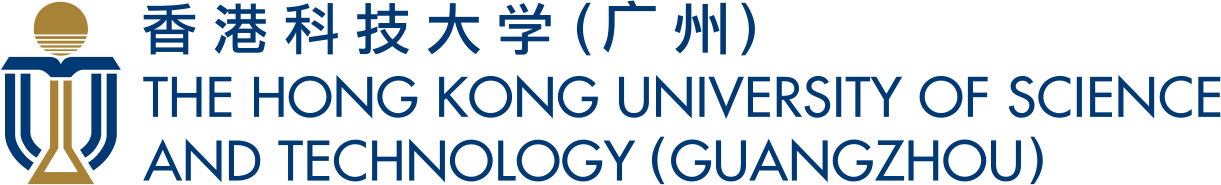 香港科技大学(广州)
THE HONG KONG UNIVERSITY OF SCIENCE
AND TECHNOLOGY (GUANGZHOU)